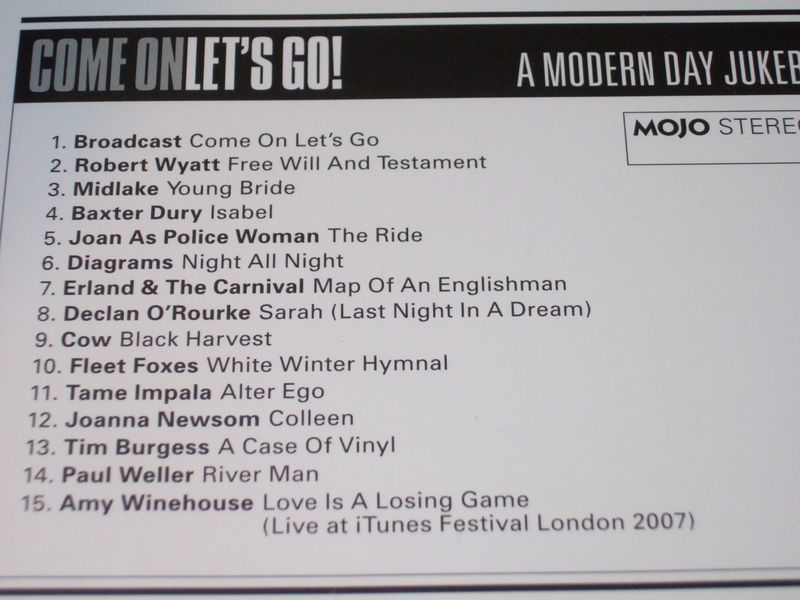 COME ON LET'S GO!
A MODERN DAY
MOJO
1. Broadcast Come On Let's Go
2. Robert Wyatt Free Will And Testament
3. Midlake Young Bride
4. Baxter Dury Isabel
5. Joan As Police Woman The Ride
6. Diagrams Night All Night
7. Erland & The Carnival Map Of An Englishman
8. Declan O'Rourke Sarah (Last Night In A Dream)
9. Cow Black Harvest
10. Fleet Foxes White Winter Hymnal
11. Tame Impala Alter Ego
12. Joanna Newsom Colleen
13. Tim Burgess A Case Of Vinyl
14. Paul Weller River Man
15. Amy Winehouse Love Is A Losing Game
(Live at iTunes Festival London 2007)